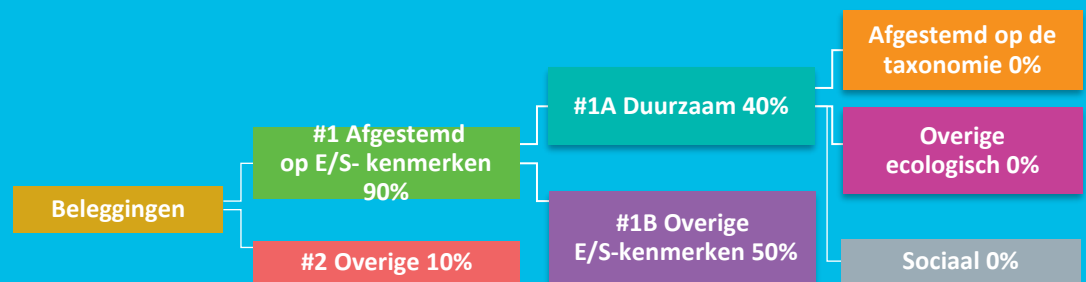 Beleggingen
#1 Afgestemd
op E/S- kenmerken
90%
#2 Overige 10%
#1A Duurzaam 40%
#1B Overige
E/S-kenmerken 50%
Afgestemd op de
taxonomie 0%
Overige
ecologisch 0%
Sociaal 0%